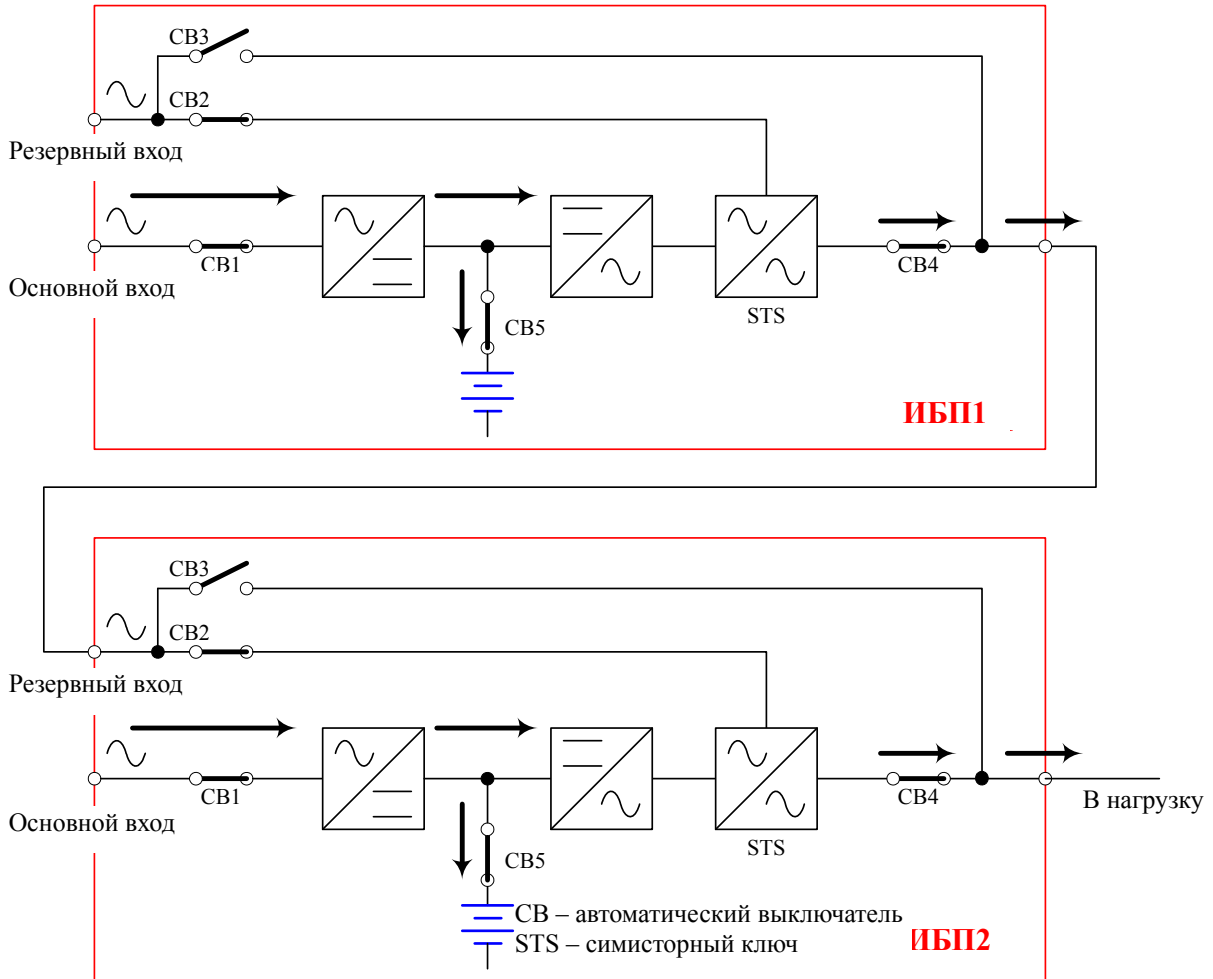 CB3
CB2
Резервный вход
CB1
Основной вход
CB5
STS
CB4
ИБП1
CB3
CB2
Резервный вход
CB1
Основной вход
CB5
STS
CB4
В нагрузку
CB – автоматический выключатель
STS – симисторный ключ
ИБП2